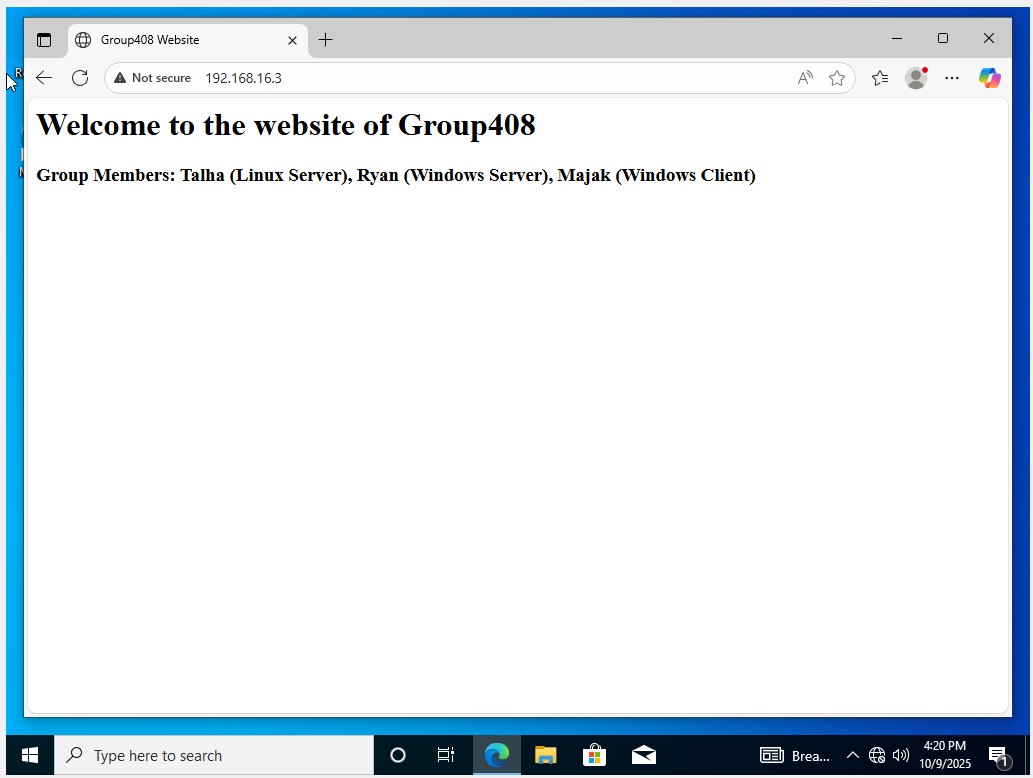 Group408 Website
R
Not secure 192.168.16.3
Welcome to the website of Group408
Group Members: Talha (Linux Server), Ryan (Windows Server), Majak (Windows Client)
Type here to search
Brea...
4:20 PM
10/9/2025
1